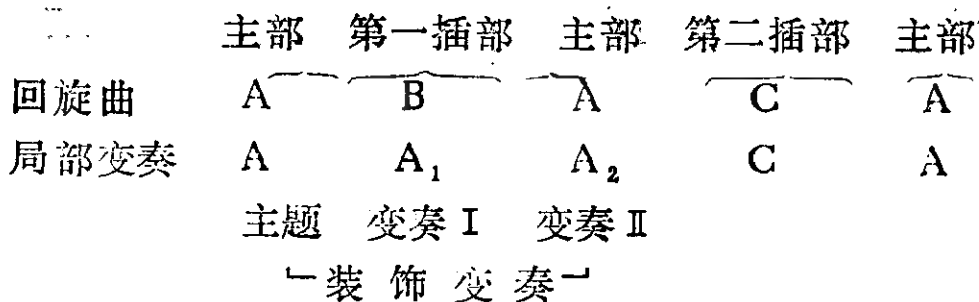 主部 第一插部 主部 第二插部 主部
回旋曲 A B A C A
局部变奏 A A₁ A₂ C A
主题 变奏Ⅰ 变奏Ⅱ
装饰变奏